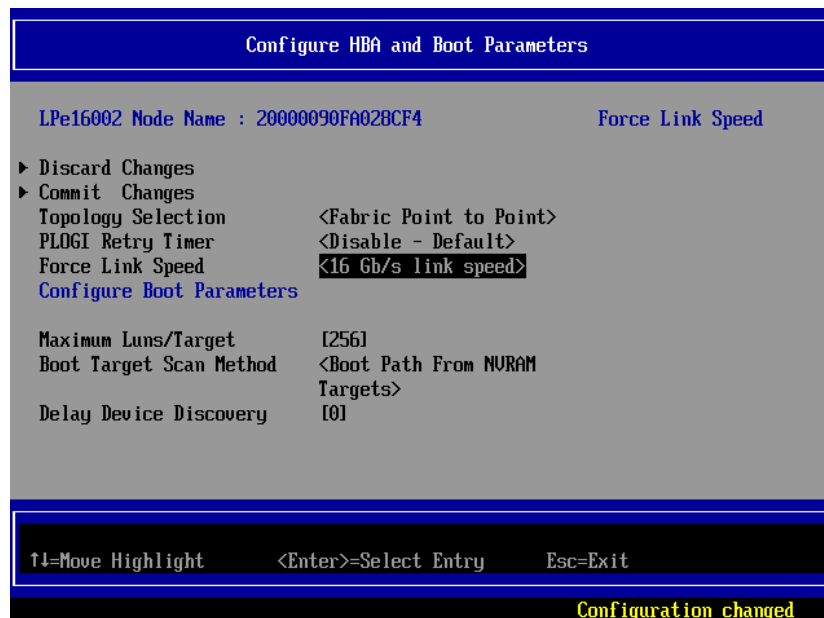 Configure HBA and Boot Parameters
LPe16002 Node Name : 20000090FA028CF4 Force Link Speed
▶ Discard Changes
▶ Commit Changes
Topology Selection <Fabric Point to Point>
PLOGI Retry Timer <Disable - Default>
Force Link Speed <16 Gb/s link speed>
Configure Boot Parameters
Maximum Luns/Target [256]
Boot Target Scan Method <Boot Path From NVRAM
Targets>
Delay Device Discovery [0]
↑↓=Move Highlight <Enter>=Select Entry Esc=Exit
Configuration changed